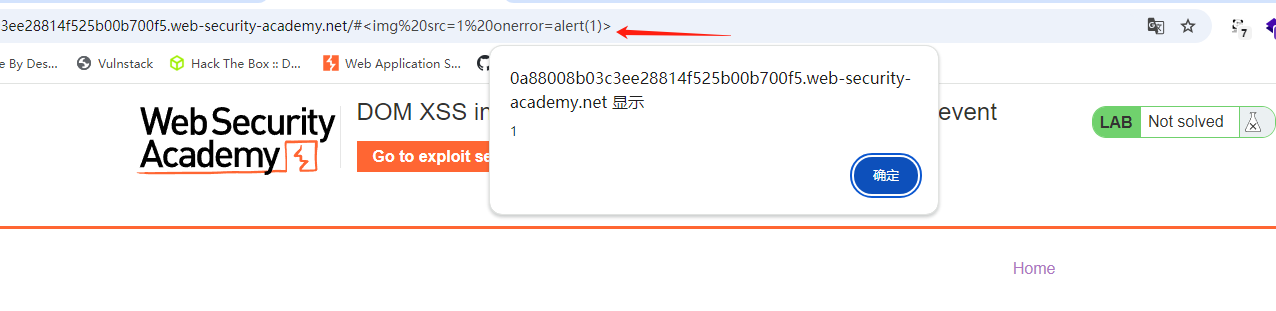 3ee28814f525b00b700f5.web-security-academy.net/#<img%20src=1%20onerror=alert(1)>
7
e By Des... Vulnstack Hack The Box :: D... Web Application S...
0a88008b03c3ee28814f525b00b700f5.web-security-
academy.net 显示
1
确定
Web Security
Academy
DOM XSS in event
Go to exploit se
LAB Not solved
Home